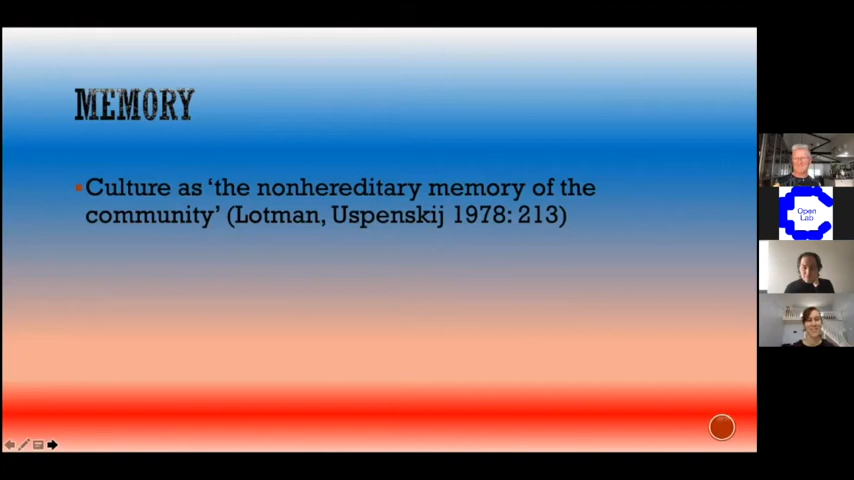 MEMORY
Culture as ‘the nonhereditary memory of the
community’ (Lotman, Uspenskij 1978: 213)
Open
Lab